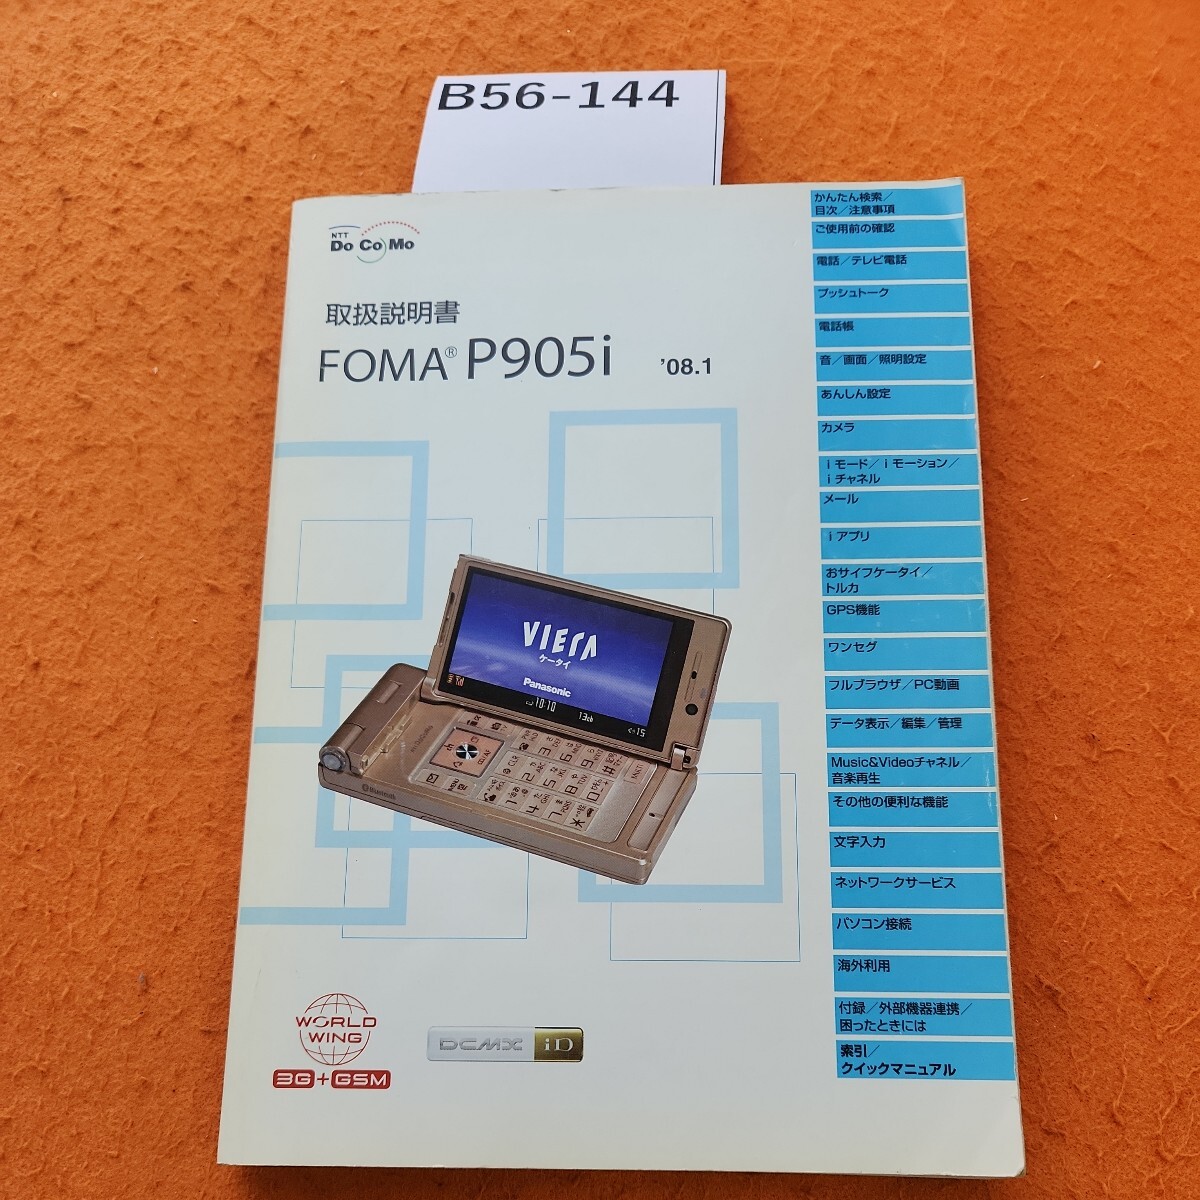 B56-144
NTT
DoCoMo
取扱説明書
FOMA® P905i '08.1
VIERA
ケータイ
Panasonic
10:10
13ch
Bluetooth
WORLD
WING
3G+GSM
DCMX iD
かんたん検索／
目次／注意事項
ご使用前の確認
電話／テレビ電話
プッシュトーク
電話帳
音／画面／照明設定
あんしん設定
カメラ
iモード／iモーション／
iチャネル
メール
iアプリ
おサイフケータイ／
トルカ
GPS機能
ワンセグ
フルブラウザ／PC動画
データ表示／編集／管理
Music&Videoチャネル／
音楽再生
その他の便利な機能
文字入力
ネットワークサービス
パソコン接続
海外利用
付録／外部機器連携／
困ったときには
索引／
クイックマニュアル